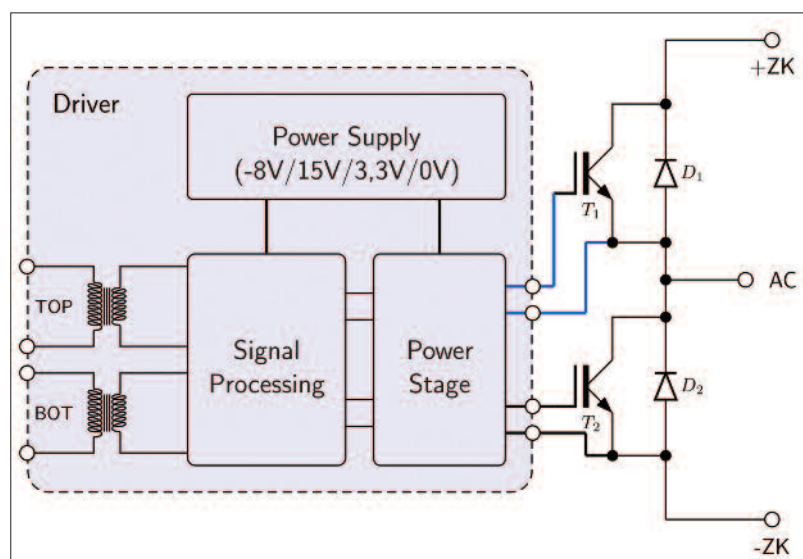 Driver
Power Supply
(-8V/15V/3,3V/0V)
TOP
BOT
Signal
Processing
Power
Stage
+ZK
T1
D1
AC
T2
D2
-ZK